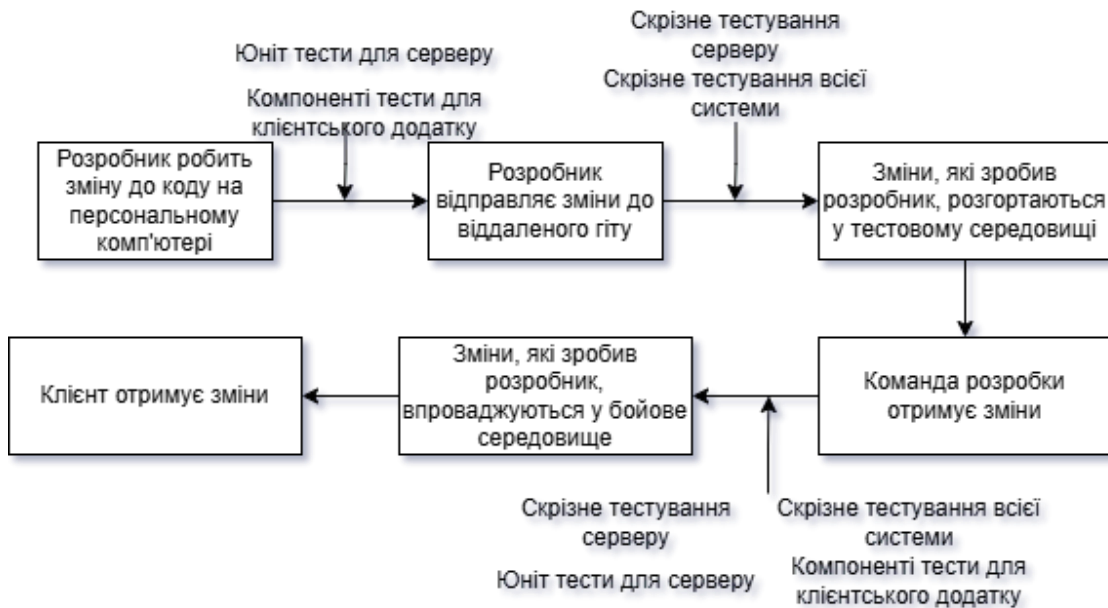 Юніт тести для серверу
Компоненті тести для
клієнтського додатку
Скрізне тестування
серверу
Скрізне тестування всієї
системи
Розробник робить
зміну до коду на
персональному
комп'ютері
Розробник
відправляє зміни до
віддаленого гіту
Зміни, які зробив
розробник, розгортаються
у тестовому середовищі
Клієнт отримує зміни
Зміни, які зробив
розробник,
впроваджуються у бойове
середовище
Команда розробки
отримує зміни
Скрізне тестування
серверу
Юніт тести для серверу
Скрізне тестування всієї
системи
Компоненті тести для
клієнтського додатку